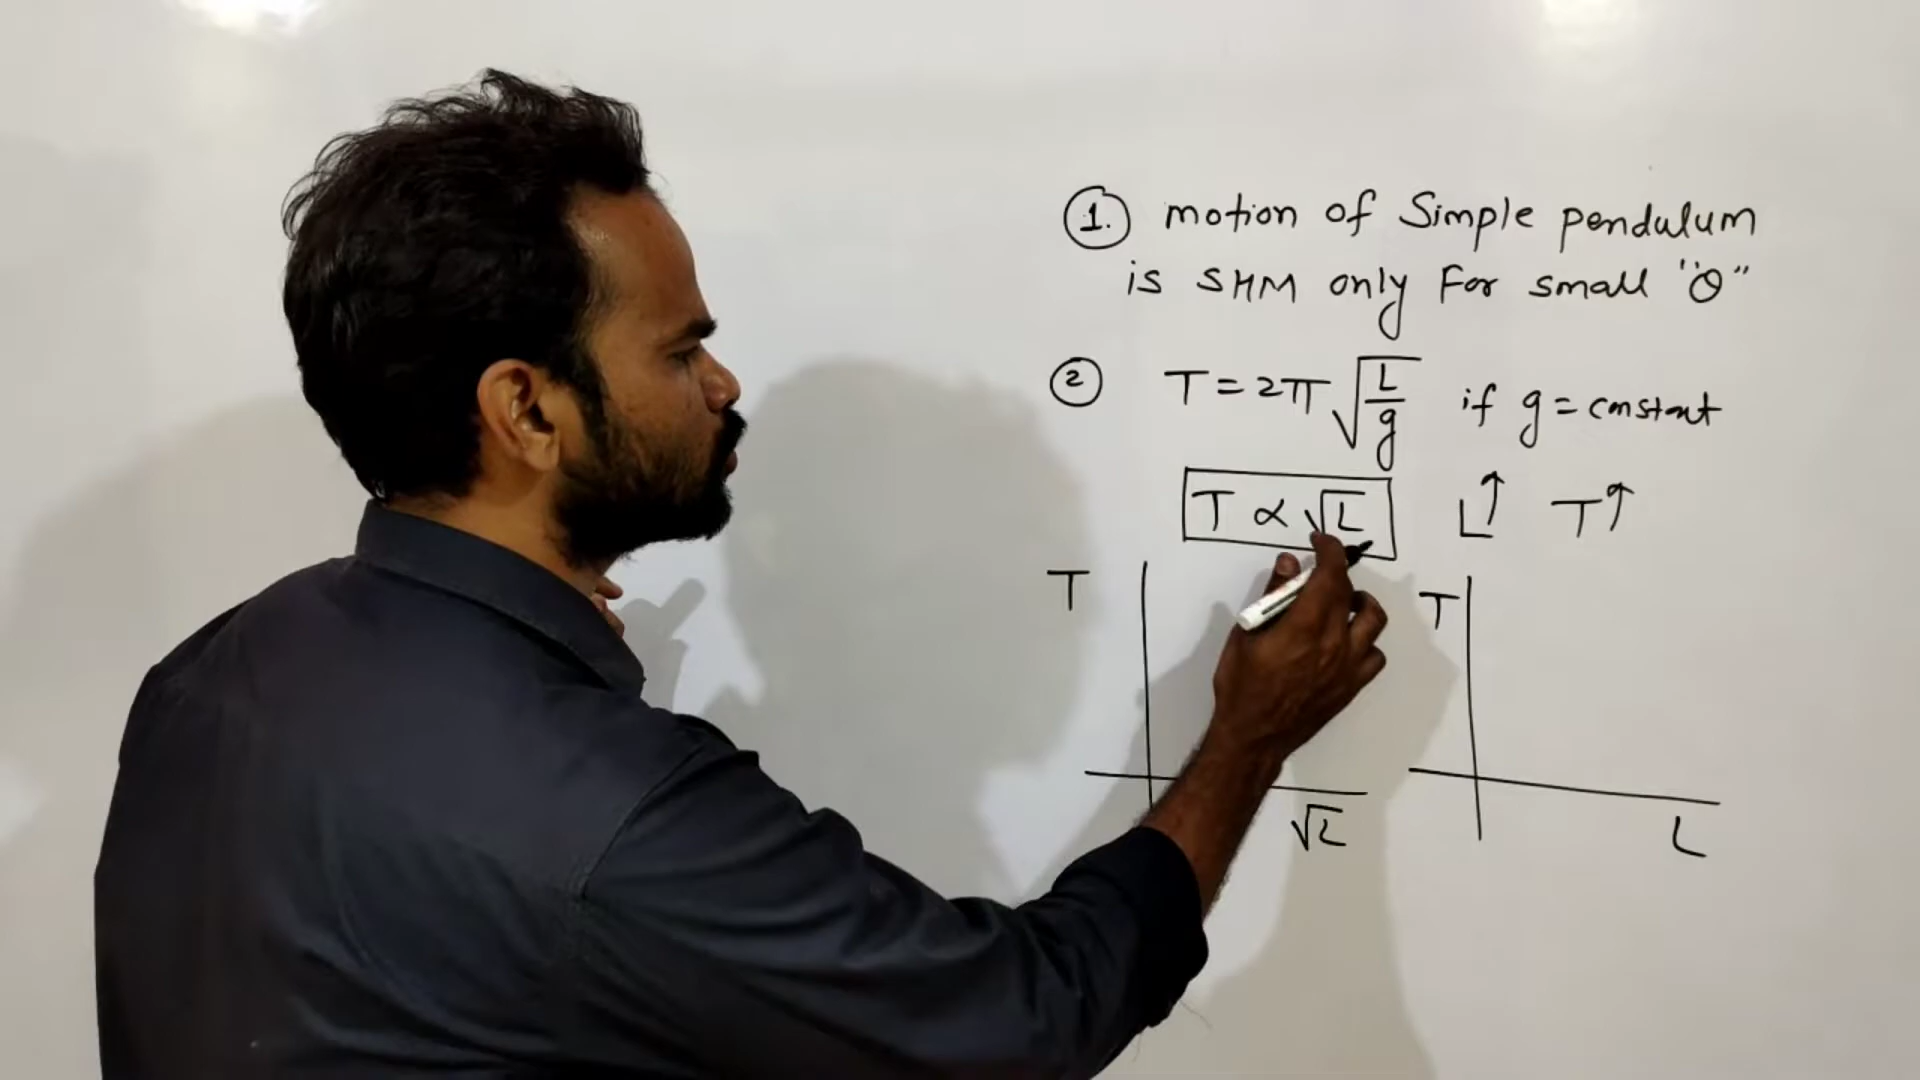 1. motion of Simple pendulum
is SHM only For small "θ"
2 T = 2π √(L/g) if g = constant
T ∝ √L L↑ T↑
T T
√L L